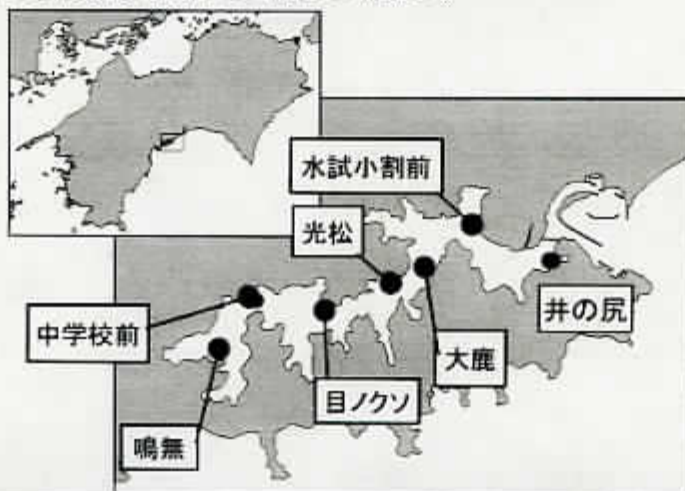 水試小割前
光松
井の尻
中学校前
大鹿
目ノクソ
鳴無